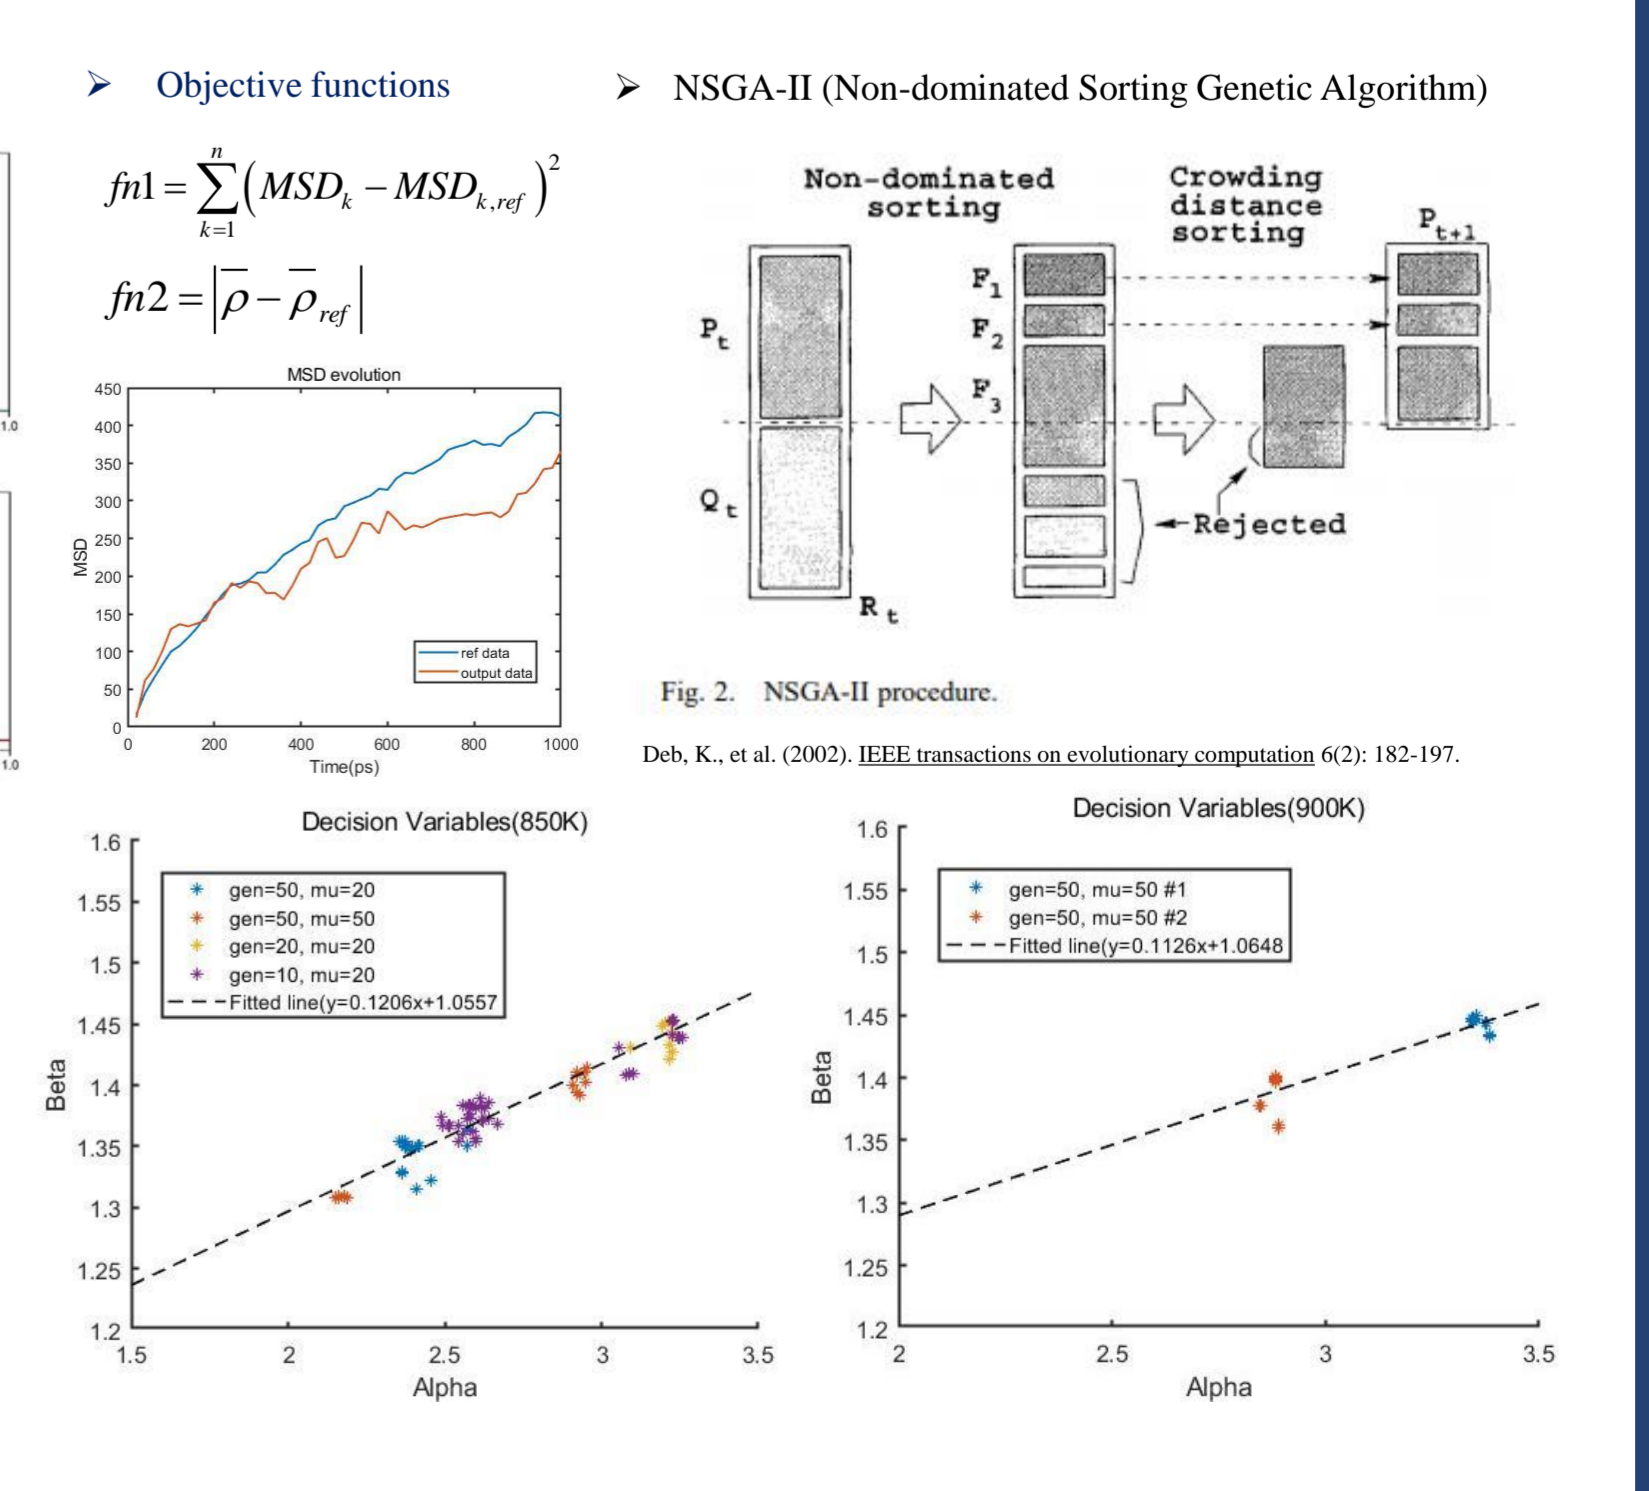 ➢ Objective functions
fn1 = \sum_{k=1}^{n} (MSD_k − MSD_{k,ref})^2
fn2 = |\overline{ρ} − \overline{ρ}_{ref}|
MSD evolution
450
400
350
300
250
200
150
100
50
0
MSD
ref data
output data
0 200 400 600 800 1000
Time(ps)
1.0
1.0
➢ NSGA-II (Non-dominated Sorting Genetic Algorithm)
Non-dominated
sorting
Crowding
distance
sorting
P_{t+1}
F_1
F_2
F_3
P_t
Q_t
R_t
Rejected
Fig. 2. NSGA-II procedure.
Deb, K., et al. (2002). IEEE transactions on evolutionary computation 6(2): 182-197.
Decision Variables(850K)
1.6
1.55
1.5
1.45
1.4
1.35
1.3
1.25
1.2
Beta
gen=50, mu=20
gen=50, mu=50
gen=20, mu=20
gen=10, mu=20
Fitted line(y=0.1206x+1.0557
1.5 2 2.5 3 3.5
Alpha
Decision Variables(900K)
1.6
1.55
1.5
1.45
1.4
1.35
1.3
1.25
1.2
Beta
gen=50, mu=50 #1
gen=50, mu=50 #2
Fitted line(y=0.1126x+1.0648
2 2.5 3 3.5
Alpha